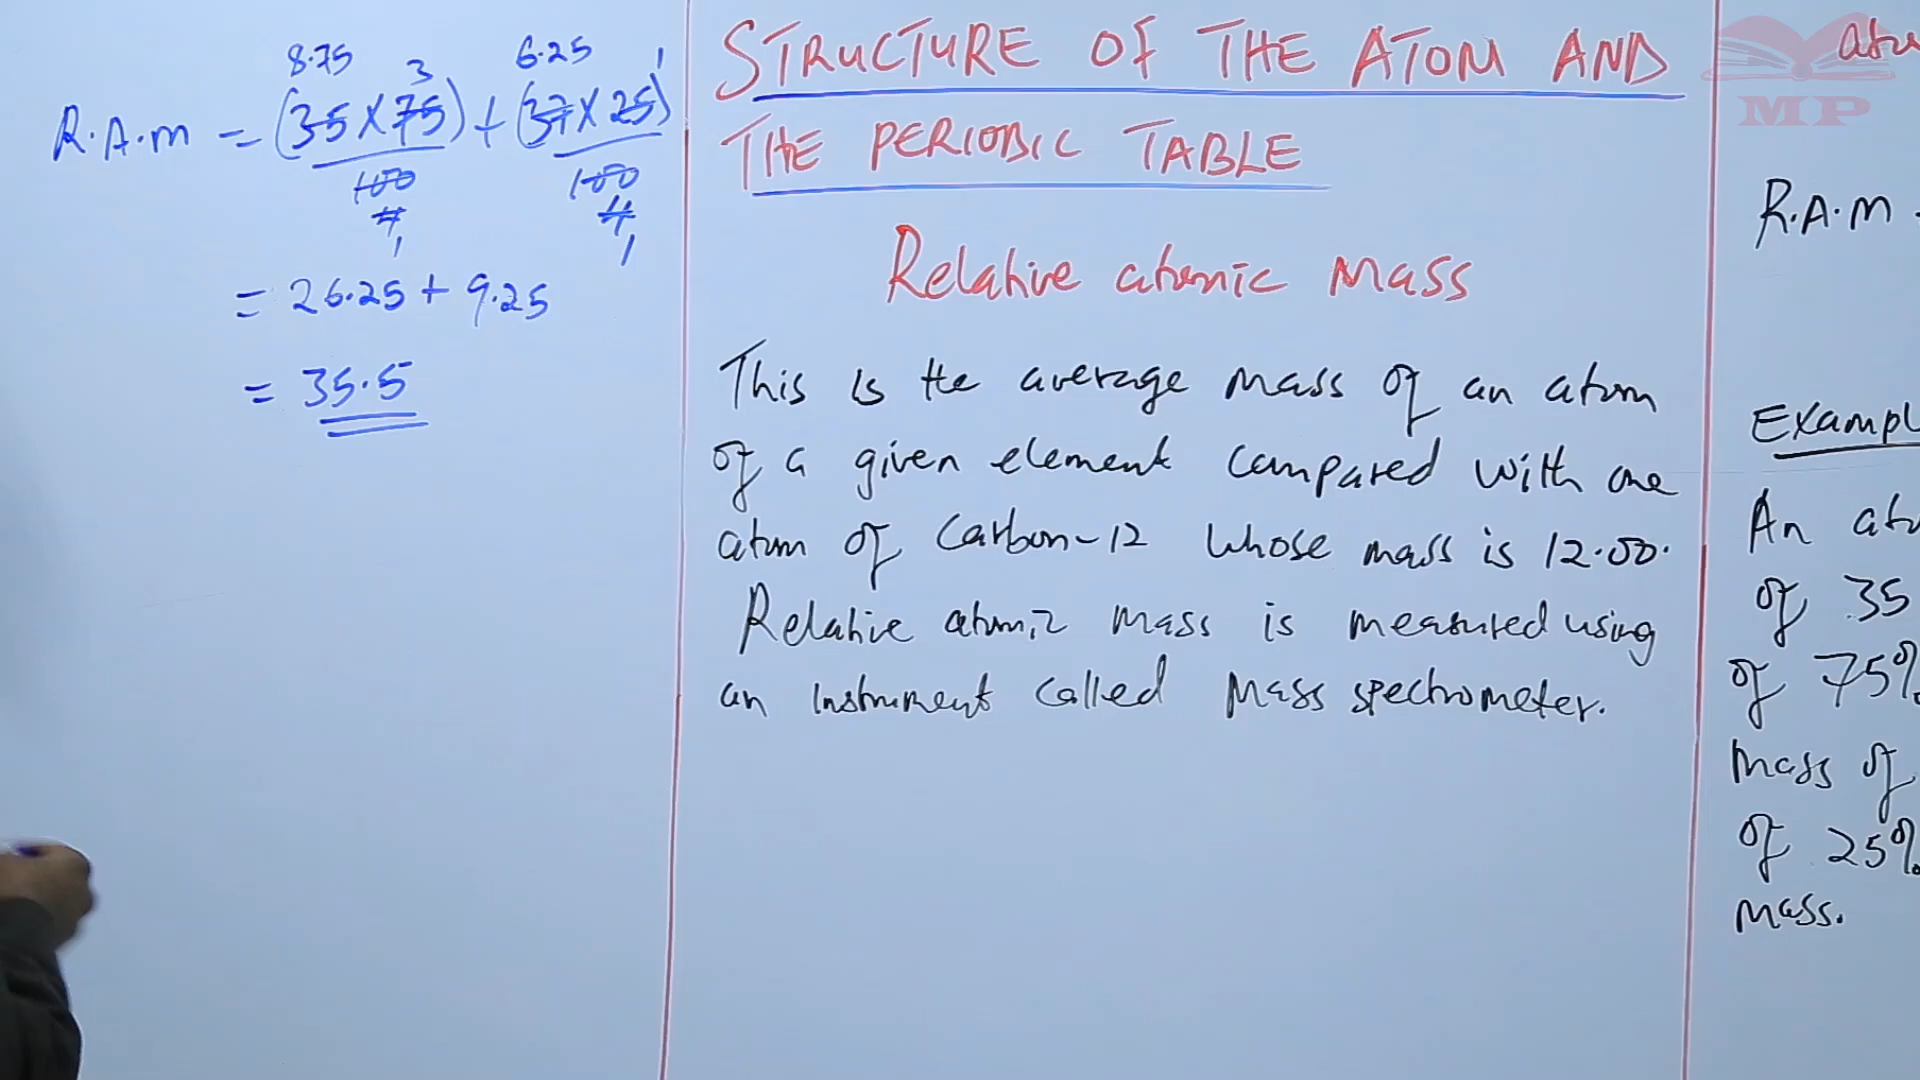 8.75 3 6.25 1
R.A.m = (35 X 75) + (37 X 25)
100 100
4 4
1 1
= 26.25 + 9.25
= 35.5
STRUCTURE OF THE ATOM AND
THE PERIODIC TABLE
Relative atomic Mass
This is the average mass of an atom
of a given element compared with one
atom of Carbon-12 whose mass is 12.00.
Relative atomic mass is measured using
an instrument called Mass spectrometer.
MP
R.A.M
Exampl
An
of 35
of 75%
Mass of
of 25%
Mass.